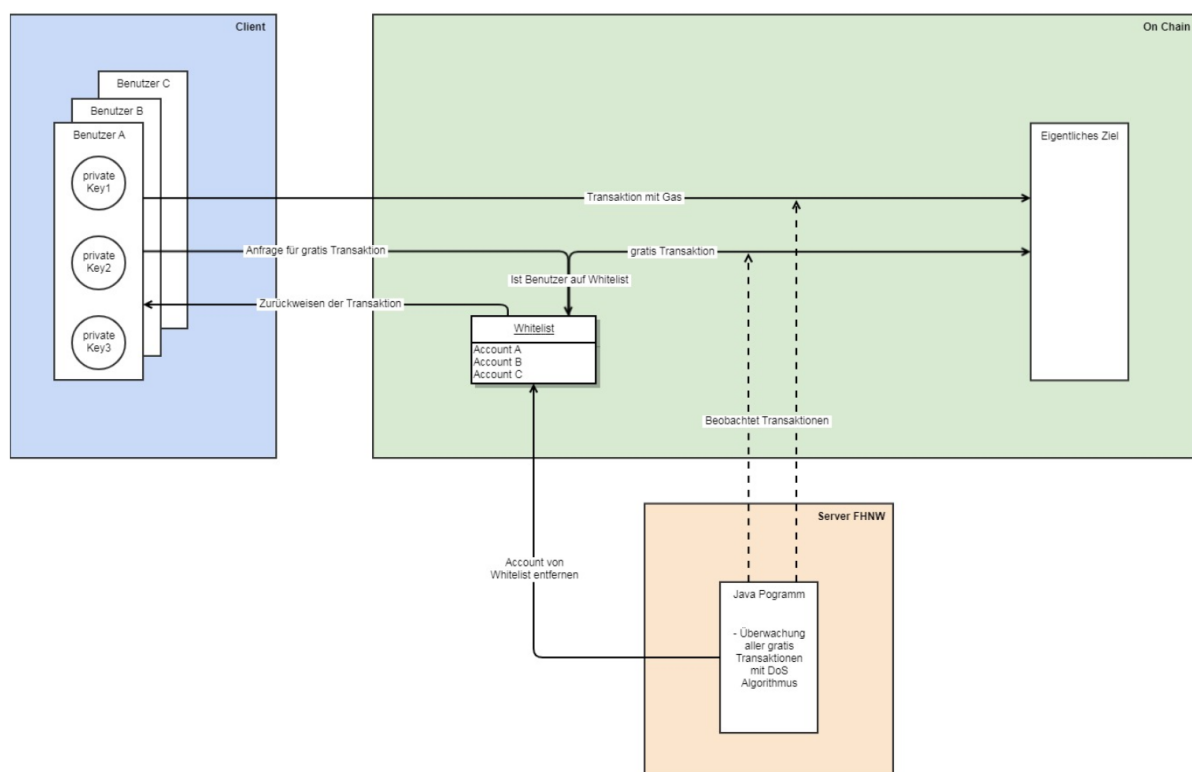 Client
On Chain
Benutzer C
Benutzer B
Benutzer A
Eigentliches Ziel
private
Key1
Transaktion mit Gas
private
Key2
Anfrage für gratis Transaktion
gratis Transaktion
Ist Benutzer auf Whitelist
Zurückweisen der Transaktion
private
Key3
Whitelist
Account A
Account B
Account C
Beobachtet Transaktionen
Server FHNW
Account von
Whitelist entfernen
Java Pogramm
- Überwachung
aller gratis
Transaktionen
mit DoS
Algorithmus